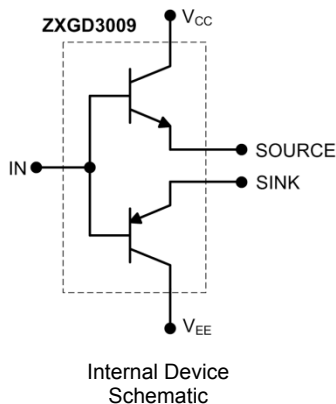 ZXGD3009
VCC
IN
SOURCE
SINK
VEE
Internal Device
Schematic